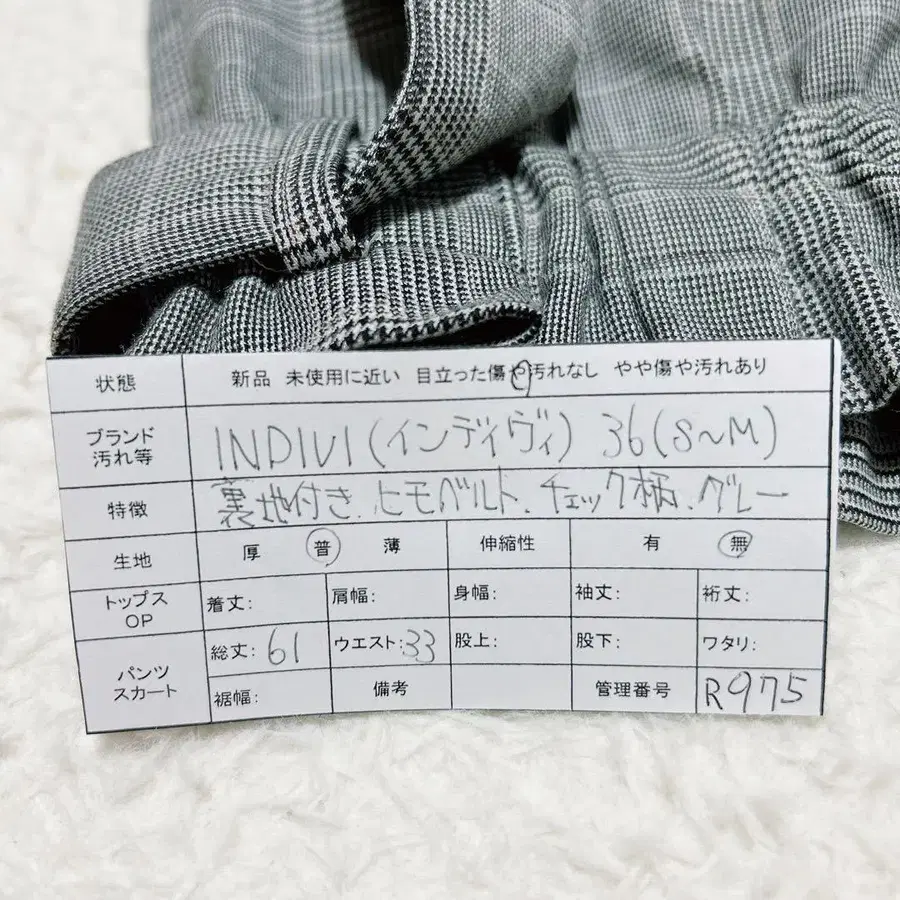 状態 新品 未使用に近い 目立った傷や汚れなし やや傷や汚れあり
ブランド 汚れ等 INDIVI(インディヴィ) 36(S~M)
特徴 裏地付き、ヒモベルト、チェック柄、グレー
生地 厚 普 薄 伸縮性 有 無
トップス OP 着丈: 肩幅: 身幅: 袖丈: 裄丈:
パンツ スカート 総丈: 61 ウエスト: 33 股上: 股下: ワタリ:
裾幅: 備考 管理番号 R975